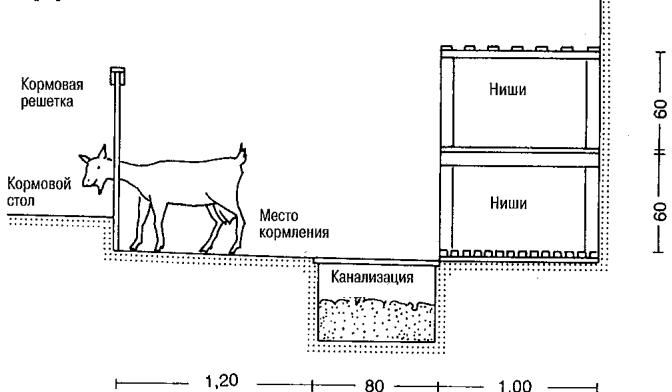 Кормовая
решетка
Ниши
60
Кормовой
стол
Место
кормления
Ниши
60
Канализация
1,20
80
1,00